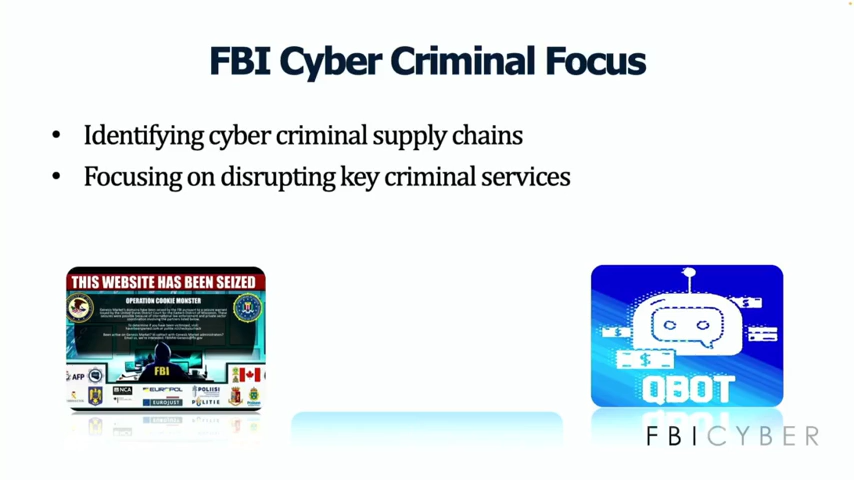 FBI Cyber Criminal Focus
• Identifying cyber criminal supply chains
• Focusing on disrupting key criminal services
THIS WEBSITE HAS BEEN SEIZED
OPERATION COOKIE MONSTER
FBI
AFP
NCA
EUROPOL
POLIISI
EUROJUST
POLITIE
QBOT
FBI CYBER